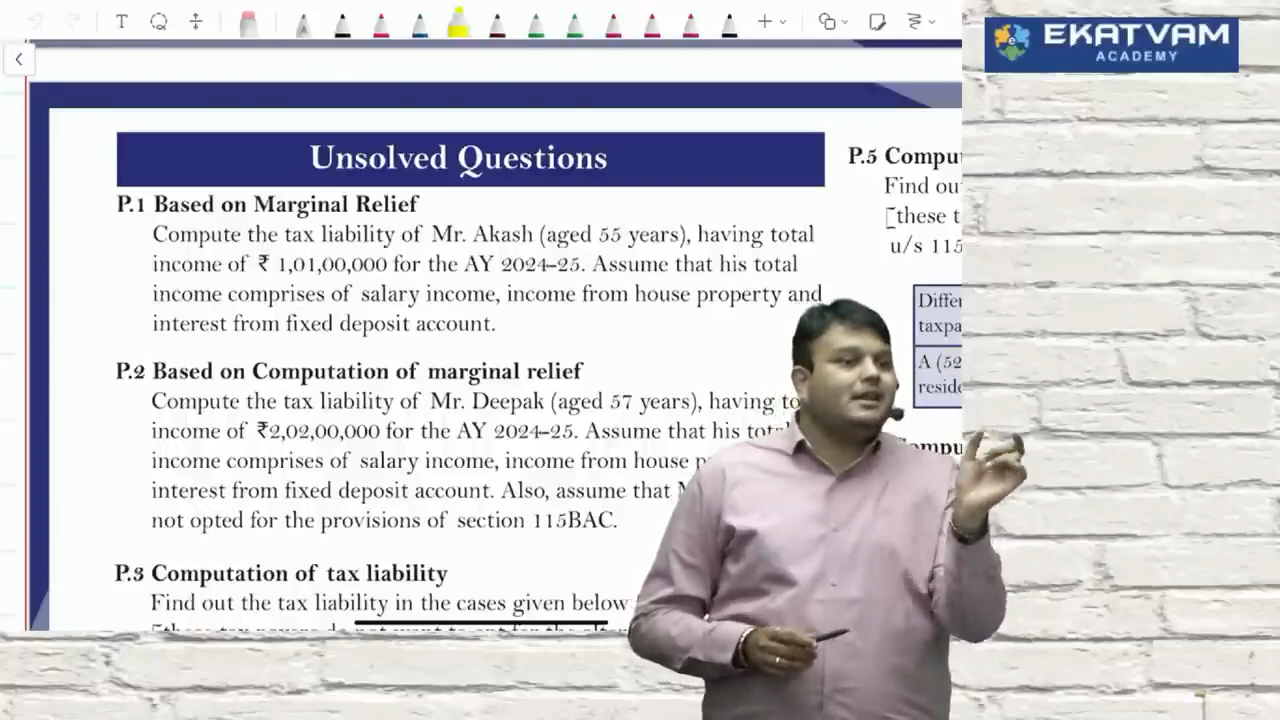 EKATVAM
ACADEMY
Unsolved Questions
P.1 Based on Marginal Relief
Compute the tax liability of Mr. Akash (aged 55 years), having total
income of ₹ 1,01,00,000 for the AY 2024–25. Assume that his total
income comprises of salary income, income from house property and
interest from fixed deposit account.
P.2 Based on Computation of marginal relief
Compute the tax liability of Mr. Deepak (aged 57 years), having to
income of ₹2,02,00,000 for the AY 2024–25. Assume that his total
income comprises of salary income, income from house p
interest from fixed deposit account. Also, assume that
not opted for the provisions of section 115BAC.
P.3 Computation of tax liability
Find out the tax liability in the cases given below
P.5 Compu
Find ou
[these t
u/s 115
Differ
taxpa
A (52
reside